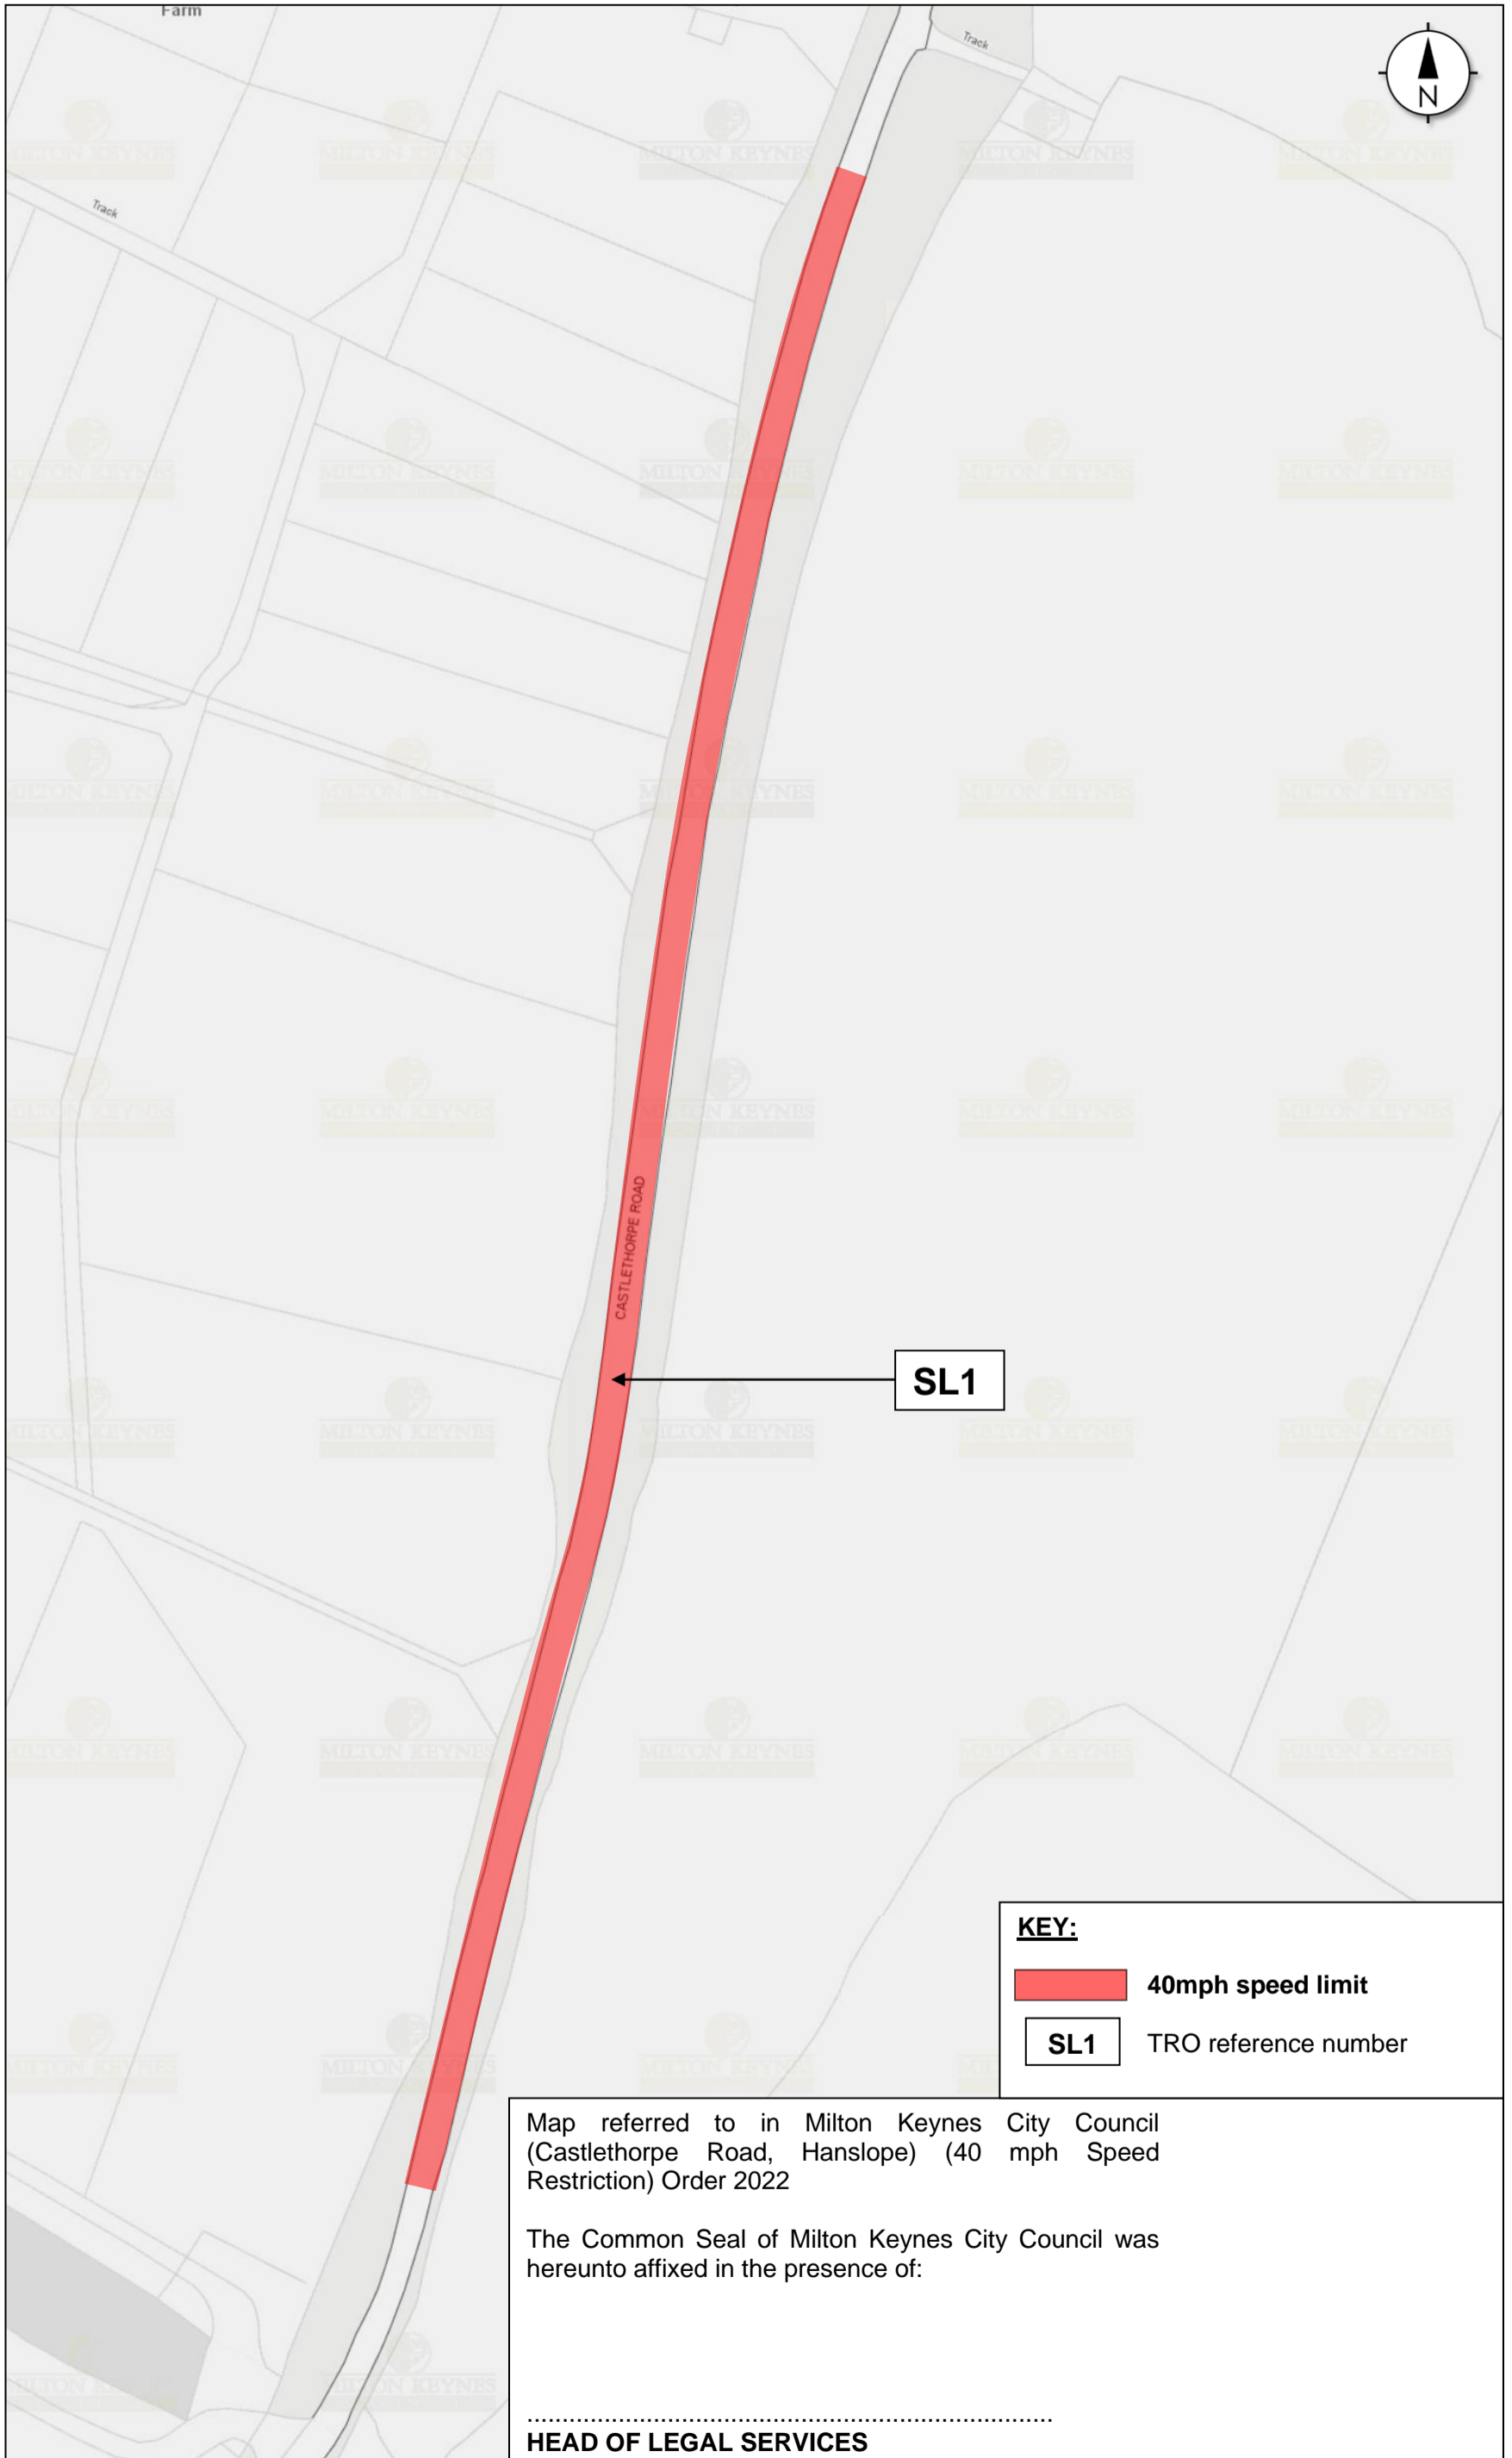 Farm
Track
N
Track
CASTLETHORPE ROAD
SL1
KEY:
40mph speed limit
SL1 TRO reference number
Map referred to in Milton Keynes City Council
(Castlethorpe Road, Hanslope) (40 mph Speed
Restriction) Order 2022
The Common Seal of Milton Keynes City Council was
hereunto affixed in the presence of:
...........................................................................
HEAD OF LEGAL SERVICES
MILTON KEYNES